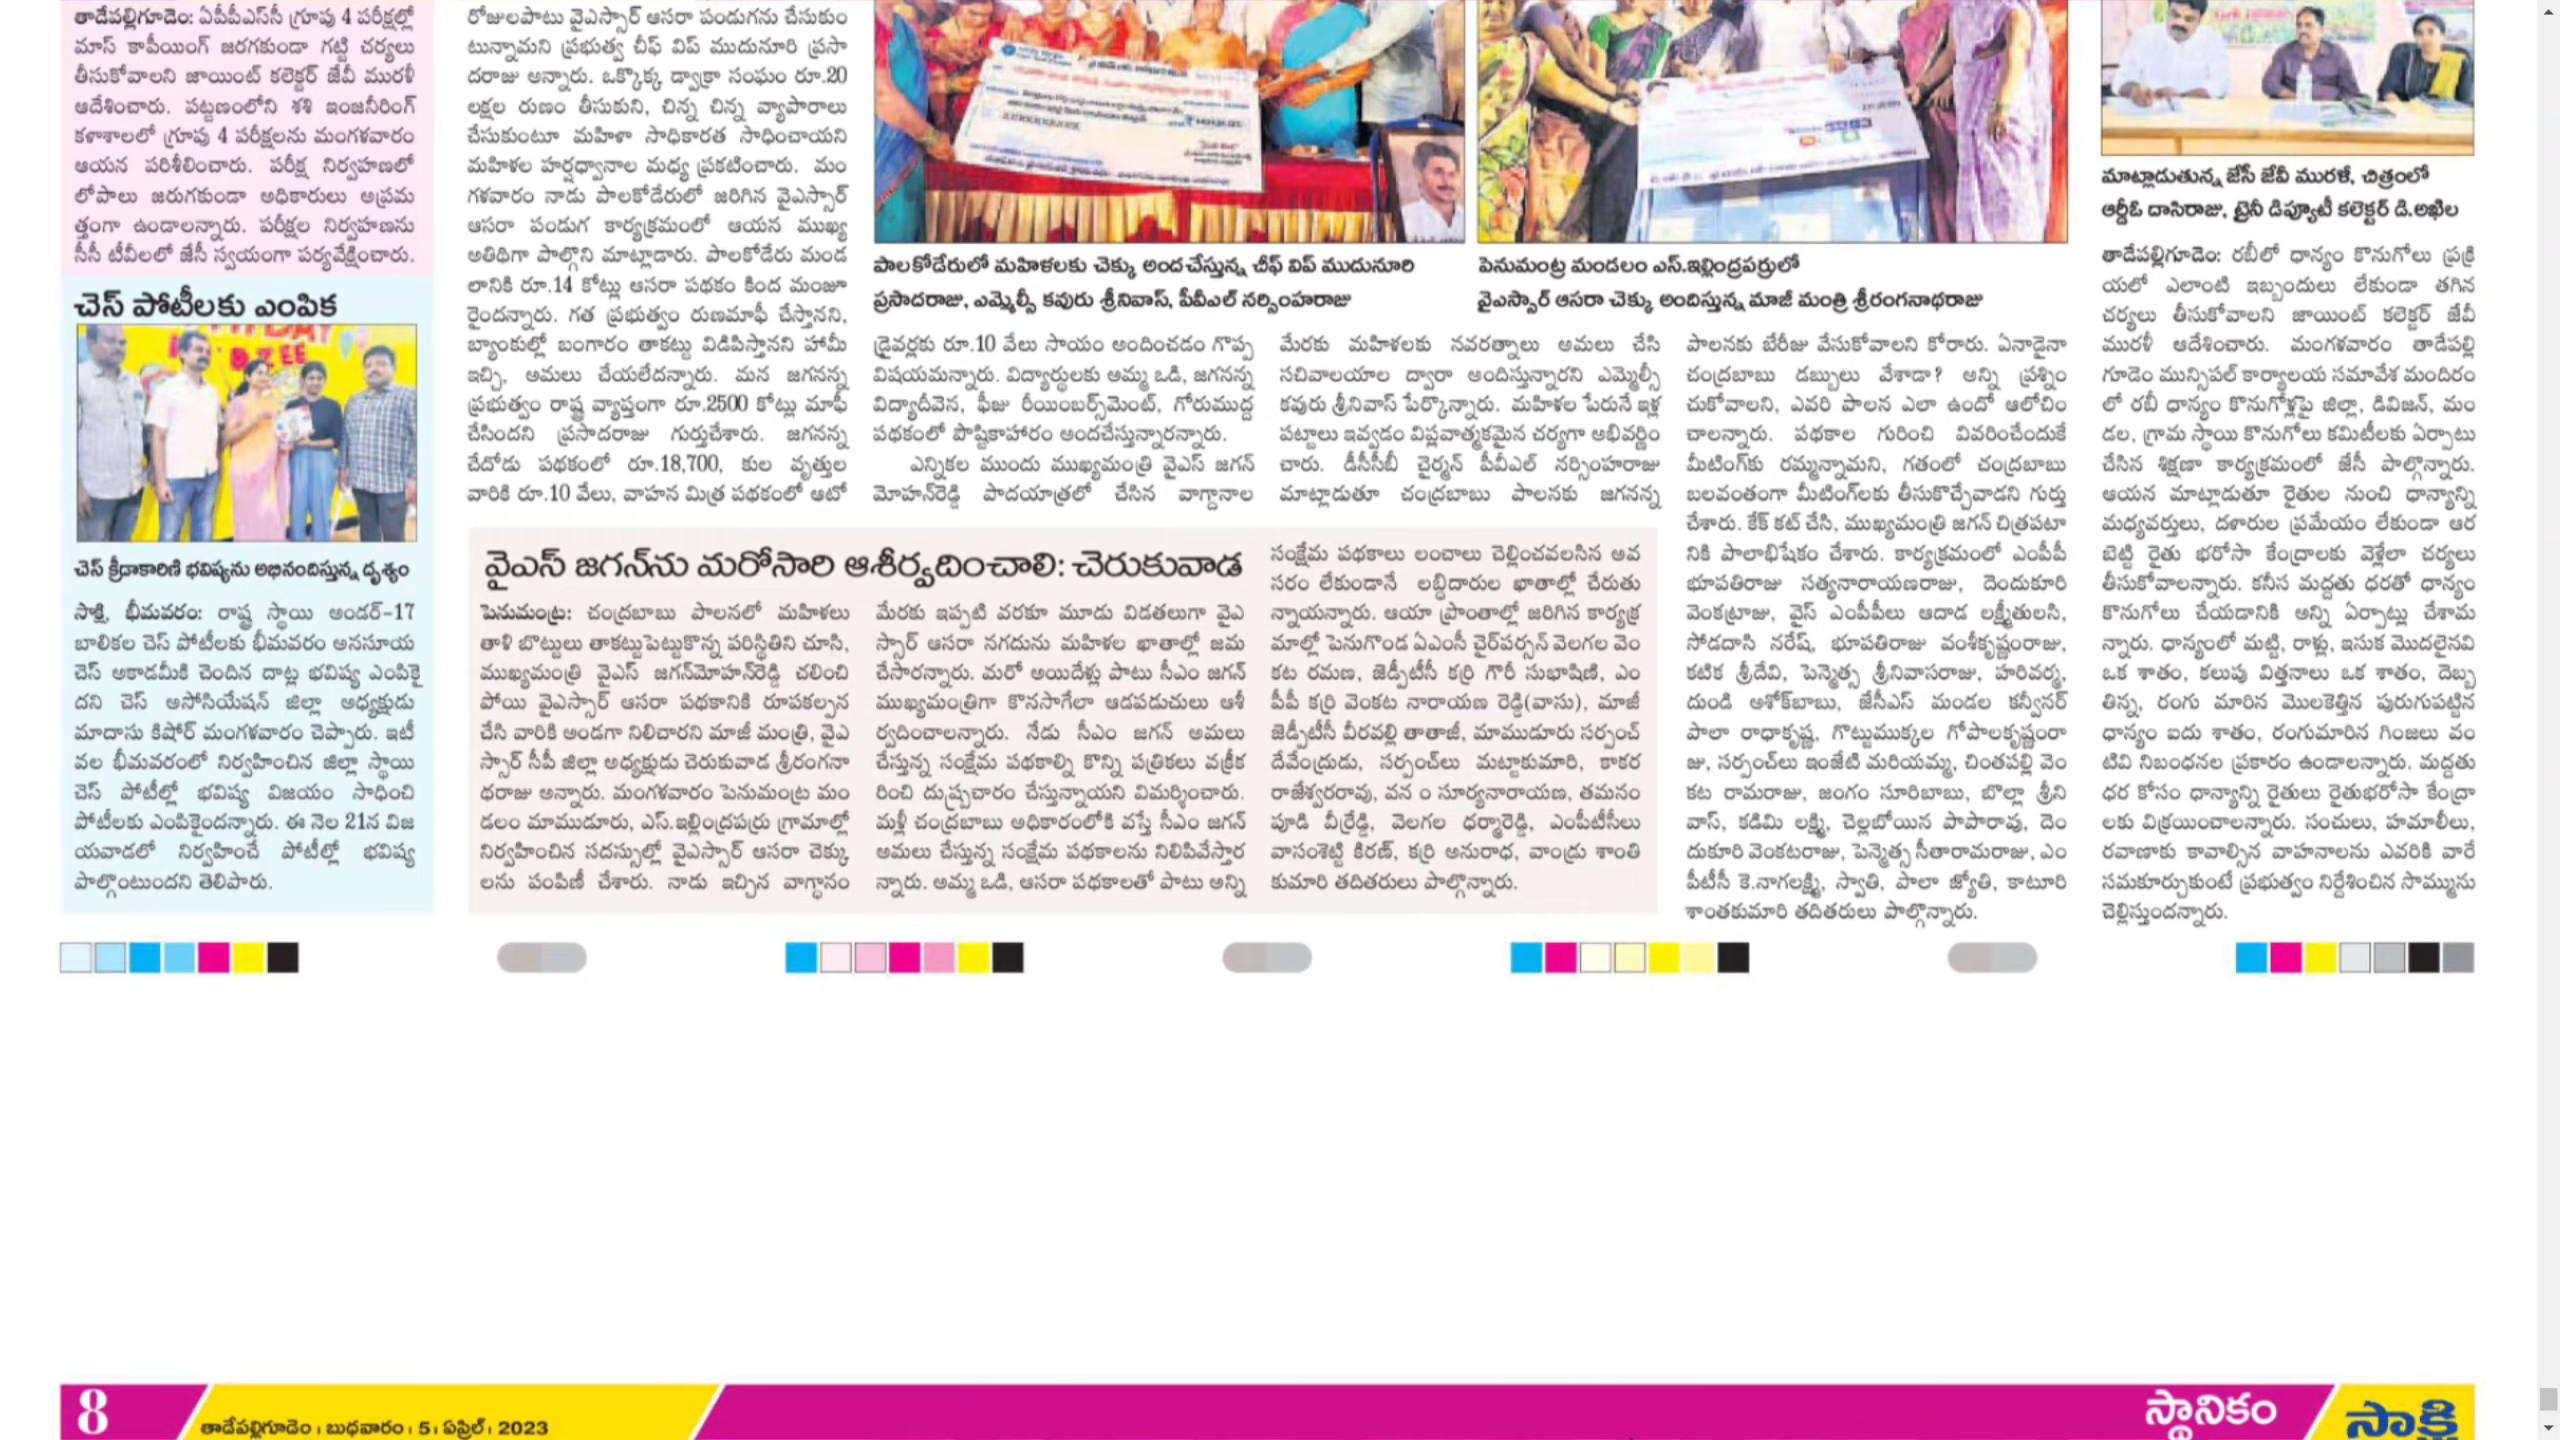 తాడేపల్లిగూడెం: ఏపీపీఎస్సీ గ్రూపు 4 పరీక్షల్లో
మాస్ కాపీయింగ్ జరగకుండా గట్టి చర్యలు
తీసుకోవాలని జాయింట్ కలెక్టర్ జేవీ మురళీ
ఆదేశించారు. పట్టణంలోని శశి ఇంజనీరింగ్
కళాశాలలో గ్రూపు 4 పరీక్షలను మంగళవారం
ఆయన పరిశీలించారు. పరీక్ష నిర్వహణలో
లోపాలు జరుగకుండా అధికారులు అప్రమ
త్తంగా ఉండాలన్నారు. పరీక్షల నిర్వహణను
సీసీ టీవీలలో జేసీ స్వయంగా పర్యవేక్షించారు.
చెస్ పోటీలకు ఎంపిక
చెస్ క్రీడాకారిణి భవిష్యను అభినందిస్తున్న దృశ్యం
సాక్షి, భీమవరం: రాష్ట్ర స్థాయి అండర్–17
బాలికల చెస్ పోటీలకు భీమవరం అనసూయ
చెస్ అకాడమీకి చెందిన దాట్ల భవిష్య ఎంపికై
దని చెస్ అసోసియేషన్ జిల్లా అధ్యక్షుడు
మాదాసు కిషోర్ మంగళవారం చెప్పారు. ఇటీ
వల భీమవరంలో నిర్వహించిన జిల్లా స్థాయి
చెస్ పోటీల్లో భవిష్య విజయం సాధించి
పోటీలకు ఎంపికైందన్నారు. ఈ నెల 21న విజ
యవాడలో నిర్వహించే పోటీల్లో భవిష్య
పాల్గొంటుందని తెలిపారు.
రోజులపాటు వైఎస్సార్ ఆసరా పండుగను చేసుకుం
టున్నామని ప్రభుత్వ చీఫ్ విప్ ముదునూరి ప్రసా
దరాజు అన్నారు. ఒక్కొక్క డ్వాక్రా సంఘం రూ.20
లక్షల రుణం తీసుకుని, చిన్న చిన్న వ్యాపారాలు
చేసుకుంటూ మహిళా సాధికారత సాధించాయని
మహిళల హర్షధ్వానాల మధ్య ప్రకటించారు. మం
గళవారం నాడు పాలకోడేరులో జరిగిన వైఎస్సార్
ఆసరా పండుగ కార్యక్రమంలో ఆయన ముఖ్య
అతిథిగా పాల్గొని మాట్లాడారు. పాలకోడేరు మండ
లానికి రూ.14 కోట్లు ఆసరా పథకం కింద మంజూ
రైందన్నారు. గత ప్రభుత్వం రుణమాఫీ చేస్తానని,
బ్యాంకుల్లో బంగారం తాకట్టు విడిపిస్తానని హామీ
ఇచ్చి, అమలు చేయలేదన్నారు. మన జగనన్న
ప్రభుత్వం రాష్ట్ర వ్యాప్తంగా రూ.2500 కోట్లు మాఫీ
చేసిందని ప్రసాదరాజు గుర్తుచేశారు. జగనన్న
చేదోడు పథకంలో రూ.18,700, కుల వృత్తుల
వారికి రూ.10 వేలు, వాహన మిత్ర పథకంలో ఆటో
పాలకోడేరులో మహిళలకు చెక్కు అందచేస్తున్న చీఫ్ విప్ ముదునూరి
ప్రసాదరాజు, ఎమ్మెల్సీ కవురు శ్రీనివాస్, పీవీఎల్ నర్సింహరాజు
డ్రైవర్లకు రూ.10 వేలు సాయం అందించడం గొప్ప
విషయమన్నారు. విద్యార్థులకు అమ్మ ఒడి, జగనన్న
విద్యాదీవెన, ఫీజు రీయింబర్స్‌మెంట్, గోరుముద్ద
పథకంలో పౌష్టికాహారం అందచేస్తున్నారన్నారు.
ఎన్నికల ముందు ముఖ్యమంత్రి వైఎస్ జగన్
మోహన్‌రెడ్డి పాదయాత్రలో చేసిన వాగ్దానాల
మేరకు మహిళలకు నవరత్నాలు అమలు చేసి
సచివాలయాల ద్వారా అందిస్తున్నారని ఎమ్మెల్సీ
కవురు శ్రీనివాస్ పేర్కొన్నారు. మహిళల పేరునే ఇళ్ల
పట్టాలు ఇవ్వడం విప్లవాత్మకమైన చర్యగా అభివర్ణిం
చారు. డీసీసీబీ చైర్మన్ పీవీఎల్ నర్సింహరాజు
మాట్లాడుతూ చంద్రబాబు పాలనకు జగనన్న
పెనుమంట్ర మండలం ఎస్.ఇల్లింద్రపర్రులో
వైఎస్సార్ ఆసరా చెక్కు అందిస్తున్న మాజీ మంత్రి శ్రీరంగనాథరాజు
పాలనకు బేరీజు వేసుకోవాలని కోరారు. ఏనాడైనా
చంద్రబాబు డబ్బులు వేశాడా? అన్ని ప్రశ్నిం
చుకోవాలని, ఎవరి పాలన ఎలా ఉందో ఆలోచిం
చాలన్నారు. పథకాల గురించి వివరించేందుకే
మీటింగ్‌కు రమ్మన్నామని, గతంలో చంద్రబాబు
బలవంతంగా మీటింగ్‌లకు తీసుకొచ్చేవాడని గుర్తు
చేశారు. కేక్ కట్ చేసి, ముఖ్యమంత్రి జగన్ చిత్రపటా
నికి పాలాభిషేకం చేశారు. కార్యక్రమంలో ఎంపీపీ
భూపతిరాజు సత్యనారాయణరాజు, దెందుకూరి
వెంకట్రాజు, వైస్ ఎంపీపీలు ఆదాడ లక్ష్మీతులసి,
సోడదాసి నరేష్, భూపతిరాజు వంశీకృష్ణంరాజు,
కటిక శ్రీదేవి, పెన్మెత్స శ్రీనివాసరాజు, హరివర్మ,
దుండి అశోక్‌బాబు, జేసీఎస్ మండల కన్వీనర్
పాలా రాధాకృష్ణ, గొట్టుముక్కల గోపాలకృష్ణంరా
జు, సర్పంచ్‌లు ఇంజేటి మరియమ్మ, చింతపల్లి వెం
కట రామరాజు, జంగం సూరిబాబు, బొల్లా శ్రీని
వాస్, కడిమి లక్ష్మి, చెల్లబోయిన పాపారావు, దెం
దుకూరి వెంకటరాజు, పెన్మెత్స సీతారామరాజు, ఎం
పీటీసీ కె.నాగలక్ష్మి, స్వాతి, పాలా జ్యోతి, కాటూరి
శాంతకుమారి తదితరులు పాల్గొన్నారు.
వైఎస్ జగన్‌ను మరోసారి ఆశీర్వదించాలి: చెరుకువాడ
పెనుమంట్ర: చంద్రబాబు పాలనలో మహిళలు
తాళి బొట్టులు తాకట్టుపెట్టుకొన్న పరిస్థితిని చూసి,
ముఖ్యమంత్రి వైఎస్ జగన్‌మోహన్‌రెడ్డి చలించి
పోయి వైఎస్సార్ ఆసరా పథకానికి రూపకల్పన
చేసి వారికి అండగా నిలిచారని మాజీ మంత్రి, వైఎ
స్సార్ సీపీ జిల్లా అధ్యక్షుడు చెరుకువాడ శ్రీరంగనా
థరాజు అన్నారు. మంగళవారం పెనుమంట్ర మం
డలం మాముడూరు, ఎస్.ఇల్లింద్రపర్రు గ్రామాల్లో
నిర్వహించిన సదస్సుల్లో వైఎస్సార్ ఆసరా చెక్కు
లను పంపిణీ చేశారు. నాడు ఇచ్చిన వాగ్ధానం
మేరకు ఇప్పటి వరకూ మూడు విడతలుగా వైఎ
స్సార్ ఆసరా నగదును మహిళల ఖాతాల్లో జమ
చేసారన్నారు. మరో అయిదేళ్లు పాటు సీఎం జగన్
ముఖ్యమంత్రిగా కొనసాగేలా ఆడపడుచులు ఆశీ
ర్వదించాలన్నారు. నేడు సీఎం జగన్ అమలు
చేస్తున్న సంక్షేమ పథకాల్ని కొన్ని పత్రికలు వక్రీక
రించి దుష్ప్రచారం చేస్తున్నాయని విమర్శించారు.
మళ్లీ చంద్రబాబు అధికారంలోకి వస్తే సీఎం జగన్
అమలు చేస్తున్న సంక్షేమ పథకాలను నిలిపివేస్తార
న్నారు. అమ్మ ఒడి, ఆసరా పథకాలతో పాటు అన్ని
సంక్షేమ పథకాలు లంచాలు చెల్లించవలసిన అవ
సరం లేకుండానే లబ్ధిదారుల ఖాతాల్లో చేరుతు
న్నాయన్నారు. ఆయా ప్రాంతాల్లో జరిగిన కార్యక్ర
మాల్లో పెనుగొండ ఏఎంసీ చైర్‌పర్సన్ వెలగల వెం
కట రమణ, జెడ్పీటీసీ కర్రి గౌరీ సుభాషిణి, ఎం
పీపీ కర్రి వెంకట నారాయణ రెడ్డి(వాసు), మాజీ
జెడ్పీటీసీ వీరవల్లి తాతాజీ, మాముడూరు సర్పంచ్
దేవేంద్రుడు, సర్పంచ్‌లు మట్టాకుమారి, కాకర
రాజేశ్వరరావు, వన ం సూర్యనారాయణ, తమనం
పూడి వీర్రెడ్డి, వెలగల ధర్మారెడ్డి, ఎంపీటీసీలు
వాసంశెట్టి కిరణ్, కర్రి అనురాధ, వాండ్రు శాంతి
కుమారి తదితరులు పాల్గొన్నారు.
మాట్లాడుతున్న జేసీ జేవీ మురళీ, చిత్రంలో
ఆర్డీఓ దాసిరాజు, ట్రైనీ డిప్యూటీ కలెక్టర్ డి.అఖిల
తాడేపల్లిగూడెం: రబీలో ధాన్యం కొనుగోలు ప్రక్రి
యలో ఎలాంటి ఇబ్బందులు లేకుండా తగిన
చర్యలు తీసుకోవాలని జాయింట్ కలెక్టర్ జేవీ
మురళీ ఆదేశించారు. మంగళవారం తాడేపల్లి
గూడెం మున్సిపల్ కార్యాలయ సమావేశ మందిరం
లో రబీ ధాన్యం కొనుగోళ్లపై జిల్లా, డివిజన్, మం
డల, గ్రామ స్థాయి కొనుగోలు కమిటీలకు ఏర్పాటు
చేసిన శిక్షణా కార్యక్రమంలో జేసీ పాల్గొన్నారు.
ఆయన మాట్లాడుతూ రైతుల నుంచి ధాన్యాన్ని
మధ్యవర్తులు, దళారుల ప్రమేయం లేకుండా ఆర
బెట్టి రైతు భరోసా కేంద్రాలకు వెళ్లేలా చర్యలు
తీసుకోవాలన్నారు. కనీస మద్దతు ధరతో ధాన్యం
కొనుగోలు చేయడానికి అన్ని ఏర్పాట్లు చేశామ
న్నారు. ధాన్యంలో మట్టి, రాళ్లు, ఇసుక మొదలైనవి
ఒక శాతం, కలుపు విత్తనాలు ఒక శాతం, దెబ్బ
తిన్న, రంగు మారిన మొలకెత్తిన పురుగుపట్టిన
ధాన్యం ఐదు శాతం, రంగుమారిన గింజలు వం
టివి నిబంధనల ప్రకారం ఉండాలన్నారు. మద్దతు
ధర కోసం ధాన్యాన్ని రైతులు రైతుభరోసా కేంద్రా
లకు విక్రయించాలన్నారు. సంచులు, హమాలీలు,
రవాణాకు కావాల్సిన వాహనాలను ఎవరికి వారే
సమకూర్చుకుంటే ప్రభుత్వం నిర్దేశించిన సొమ్మును
చెల్లిస్తుందన్నారు.
8
తాడేపల్లిగూడెం । బుధవారం । 5 । ఏప్రిల్ । 2023
స్థానికం
సాక్షి